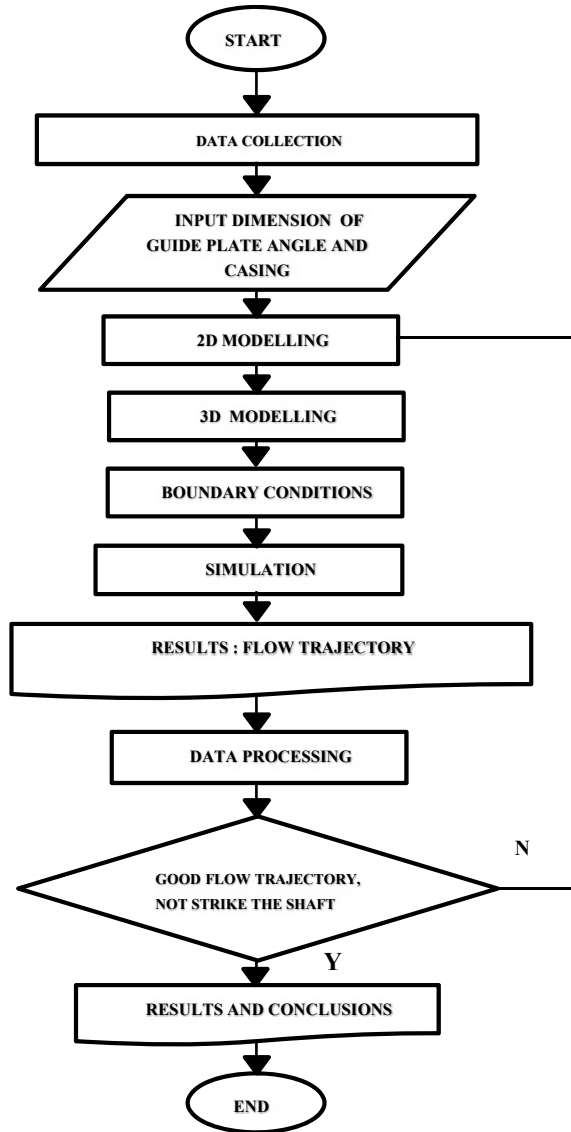 START
DATA COLLECTION
INPUT DIMENSION OF
GUIDE PLATE ANGLE AND
CASING
2D MODELLING
3D MODELLING
BOUNDARY CONDITIONS
SIMULATION
RESULTS : FLOW TRAJECTORY
DATA PROCESSING
N
GOOD FLOW TRAJECTORY,
NOT STRIKE THE SHAFT
Y
RESULTS AND CONCLUSIONS
END